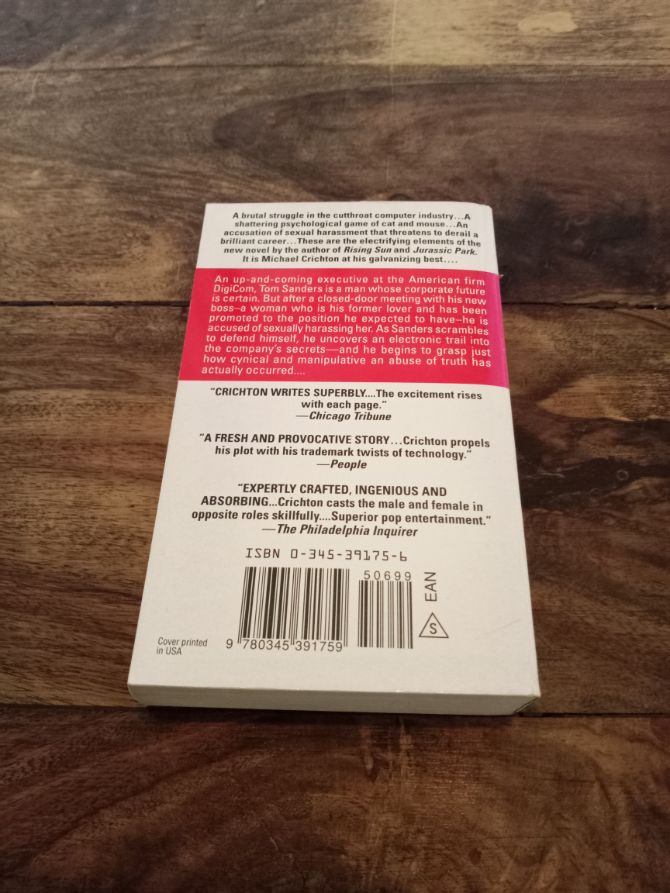 A brutal struggle in the cutthroat computer industry...A
shattering psychological game of cat and mouse...An
accusation of sexual harassment that threatens to derail a
brilliant career...These are the electrifying elements of the
new novel by the author of Rising Sun and Jurassic Park.
It is Michael Crichton at his galvanizing best....
An up-and-coming executive at the American firm
DigiCom, Tom Sanders is a man whose corporate future
is certain. But after a closed-door meeting with his new
boss—a woman who is his former lover and has been
promoted to the position he expected to have—he is
accused of sexually harassing her. As Sanders scrambles
to defend himself, he uncovers an electronic trail into
the company's secrets—and he begins to grasp just
how cynical and manipulative an abuse of truth has
actually occurred....
"CRICHTON WRITES SUPERBLY....The excitement rises
with each page."
—Chicago Tribune
"A FRESH AND PROVOCATIVE STORY...Crichton propels
his plot with his trademark twists of technology."
—People
"EXPERTLY CRAFTED, INGENIOUS AND
ABSORBING...Crichton casts the male and female in
opposite roles skillfully....Superior pop entertainment."
—The Philadelphia Inquirer
ISBN 0-345-39175-6
50699
EAN
S
9 780345 391759
Cover printed
in USA